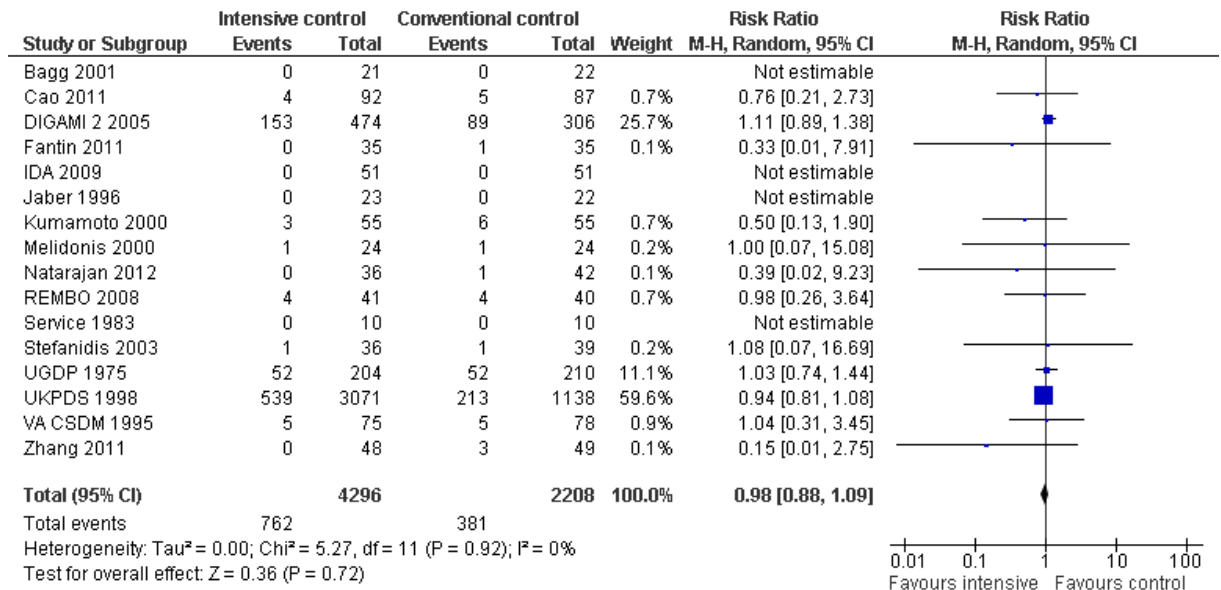 Intensive control Conventional control Risk Ratio Risk Ratio
Study or Subgroup Events Total Events Total Weight M-H, Random, 95% CI M-H, Random, 95% CI
Bagg 2001 0 21 0 22 Not estimable
Cao 2011 4 92 5 87 0.7% 0.76 [0.21, 2.73]
DIGAMI 2 2005 153 474 89 306 25.7% 1.11 [0.89, 1.38]
Fantin 2011 0 35 1 35 0.1% 0.33 [0.01, 7.91]
IDA 2009 0 51 0 51 Not estimable
Jaber 1996 0 23 0 22 Not estimable
Kumamoto 2000 3 55 6 55 0.7% 0.50 [0.13, 1.90]
Melidonis 2000 1 24 1 24 0.2% 1.00 [0.07, 15.08]
Natarajan 2012 0 36 1 42 0.1% 0.39 [0.02, 9.23]
REMBO 2008 4 41 4 40 0.7% 0.98 [0.26, 3.64]
Service 1983 0 10 0 10 Not estimable
Stefanidis 2003 1 36 1 39 0.2% 1.08 [0.07, 16.69]
UGDP 1975 52 204 52 210 11.1% 1.03 [0.74, 1.44]
UKPDS 1998 539 3071 213 1138 59.6% 0.94 [0.81, 1.08]
VA CSDM 1995 5 75 5 78 0.9% 1.04 [0.31, 3.45]
Zhang 2011 0 48 3 49 0.1% 0.15 [0.01, 2.75]
Total (95% CI) 4296 2208 100.0% 0.98 [0.88, 1.09]
Total events 762 381
Heterogeneity: Tau² = 0.00; Chi² = 5.27, df = 11 (P = 0.92); I² = 0%
Test for overall effect: Z = 0.36 (P = 0.72)
0.01 0.1 1 10 100
Favours intensive Favours control